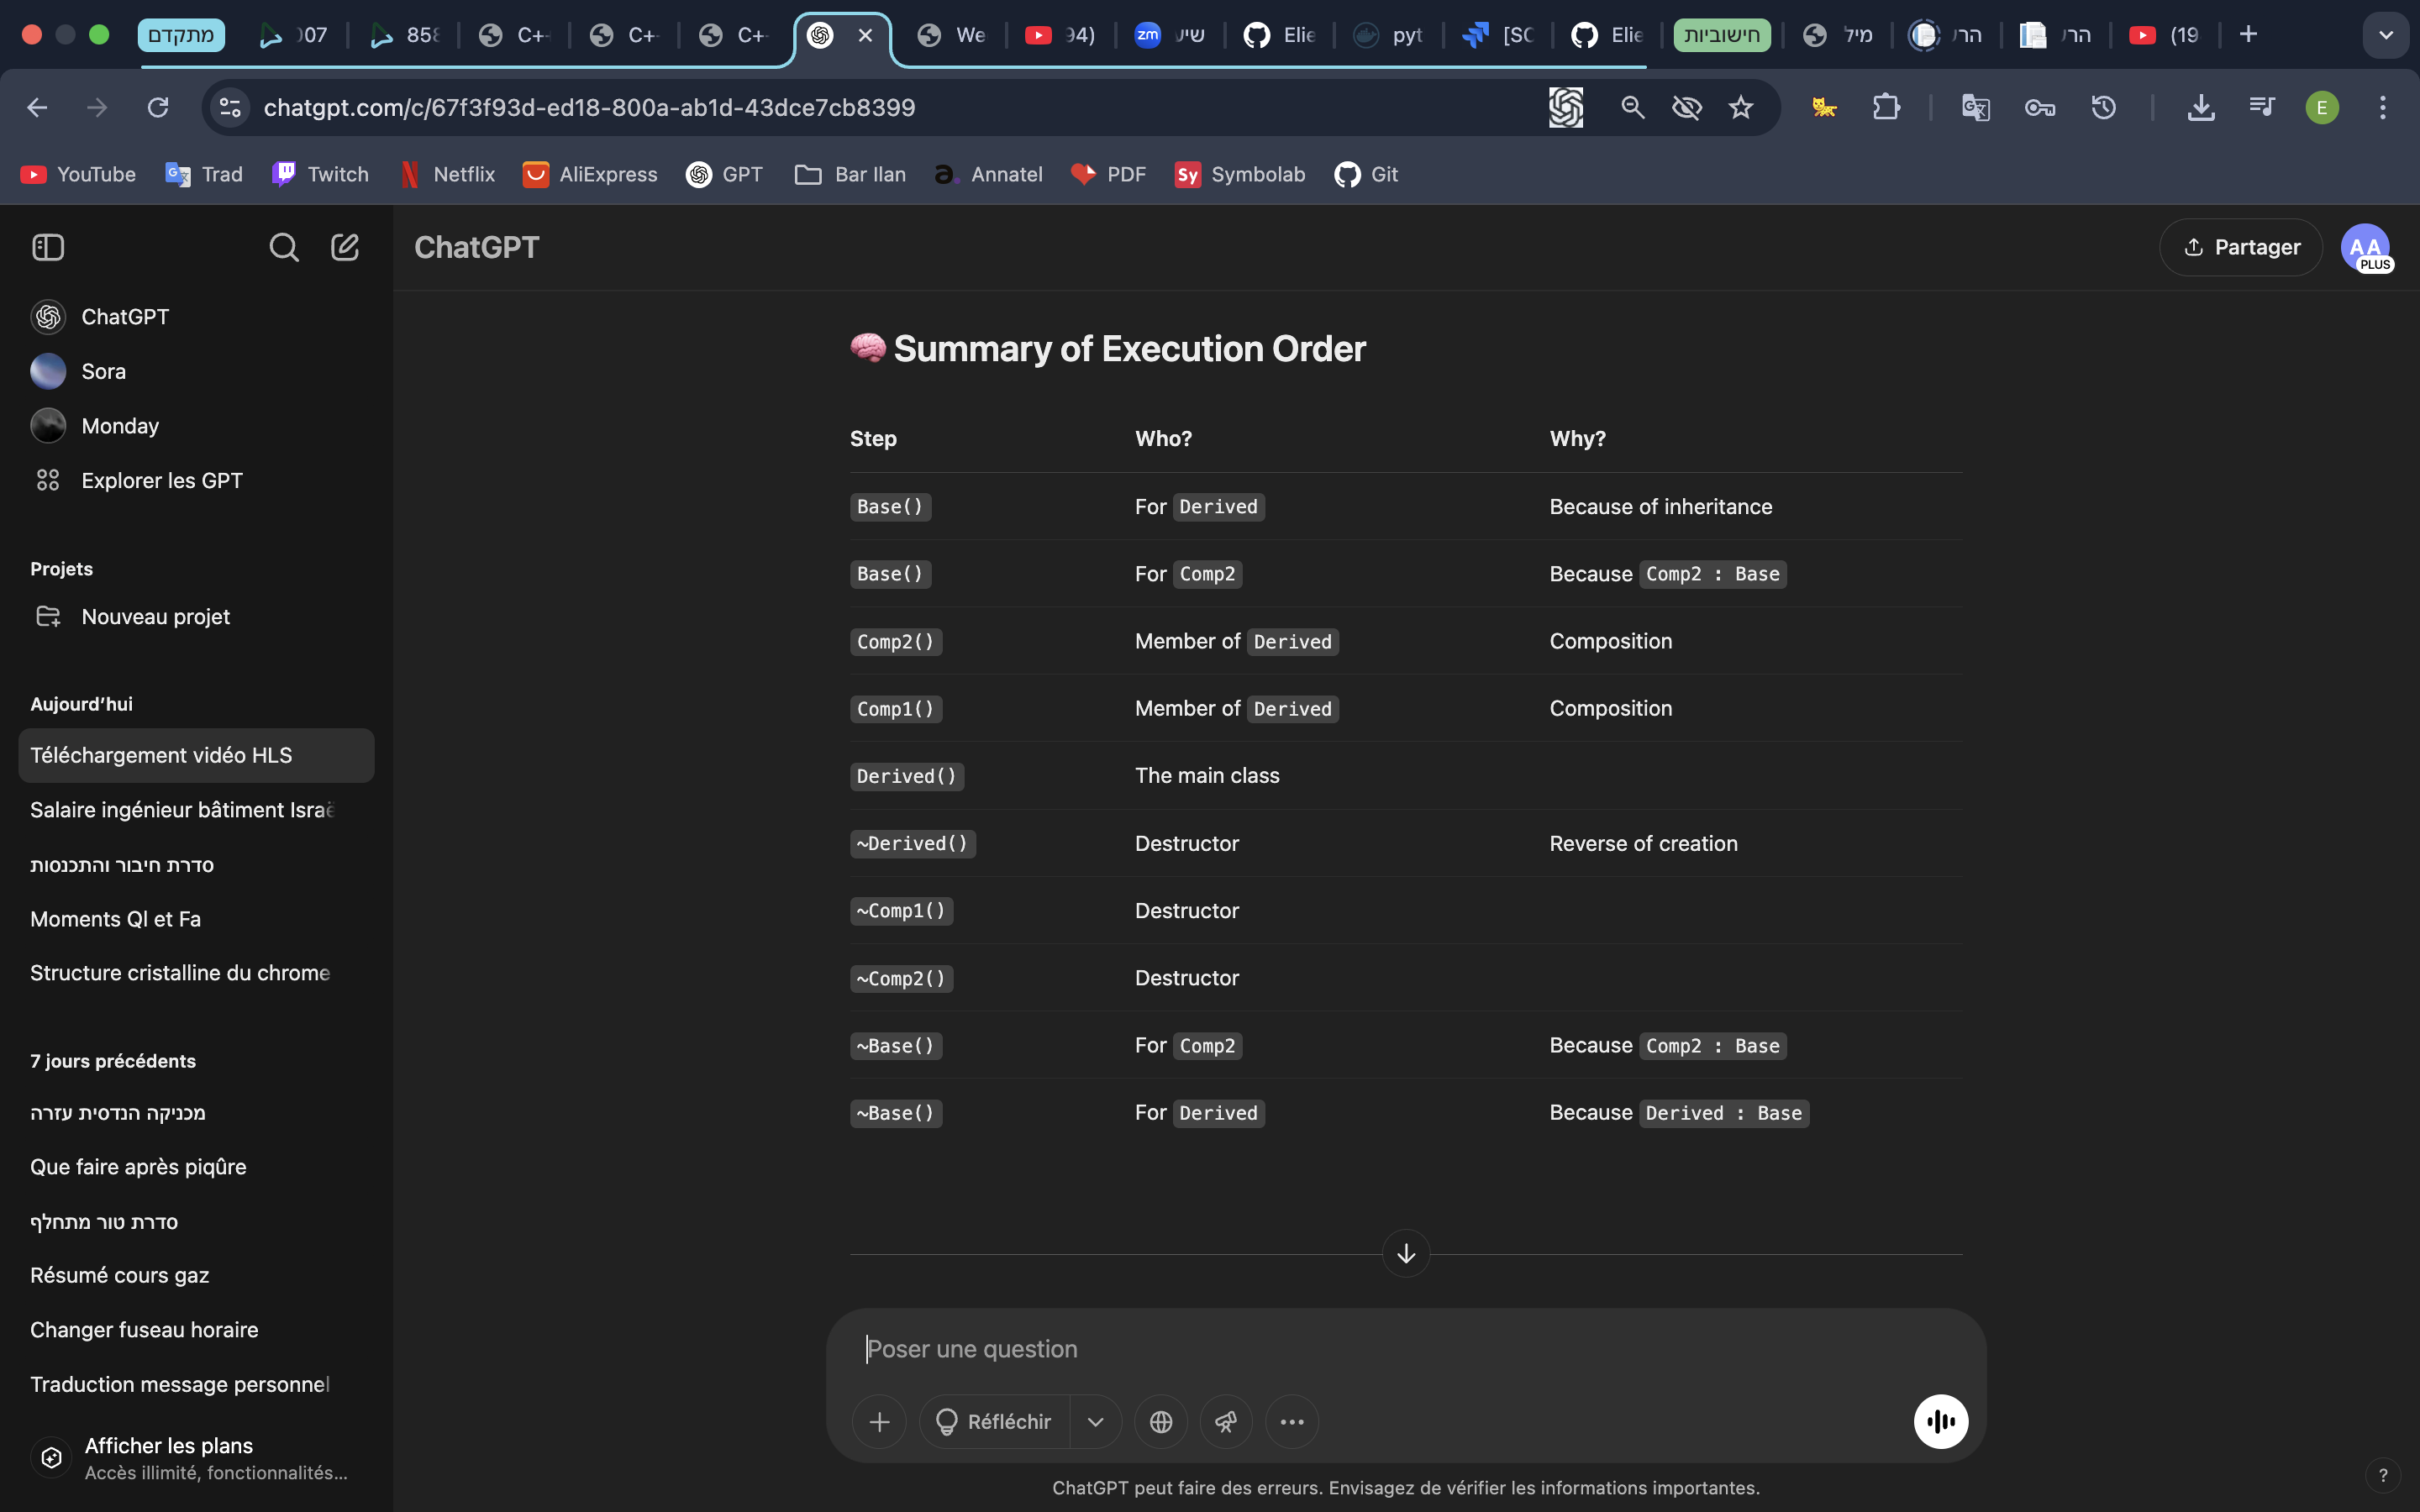 מתקדם
007
858
C++
C++
C++
We
94)
שיע
Elie
pyt
[SC
Elie
חישוביות
מיל
הרי
הרי
(19
chatgpt.com/c/67f3f93d-ed18-800a-ab1d-43dce7cb8399
E
YouTube
Trad
Twitch
Netflix
AliExpress
GPT
Bar Ilan
Annatel
PDF
Symbolab
Git
ChatGPT
Partager
AA
PLUS
ChatGPT
Sora
Monday
Explorer les GPT
Projets
Nouveau projet
Aujourd’hui
Téléchargement vidéo HLS
Salaire ingénieur bâtiment Israë
סדרת חיבור והתכנסות
Moments Ql et Fa
Structure cristalline du chrome
7 jours précédents
מכניקה הנדסית עזרה
Que faire après piqûre
סדרת טור מתחלף
Résumé cours gaz
Changer fuseau horaire
Traduction message personnel
Afficher les plans
Accès illimité, fonctionnalités...
🧠 Summary of Execution Order
Step Who? Why?
Base() For Derived Because of inheritance
Base() For Comp2 Because Comp2 : Base
Comp2() Member of Derived Composition
Comp1() Member of Derived Composition
Derived() The main class
~Derived() Destructor Reverse of creation
~Comp1() Destructor
~Comp2() Destructor
~Base() For Comp2 Because Comp2 : Base
~Base() For Derived Because Derived : Base
Poser une question
Réfléchir
ChatGPT peut faire des erreurs. Envisagez de vérifier les informations importantes.
?